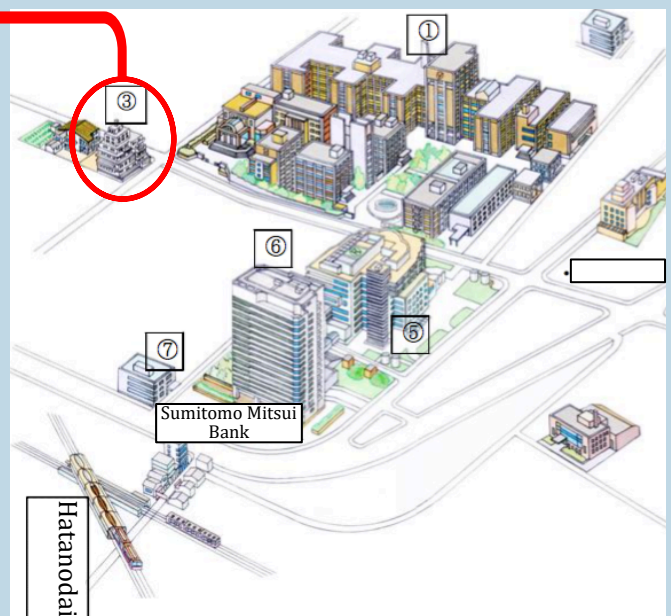 ①
③
⑥
⑤
⑦
Sumitomo Mitsui
Bank
Hatanodai